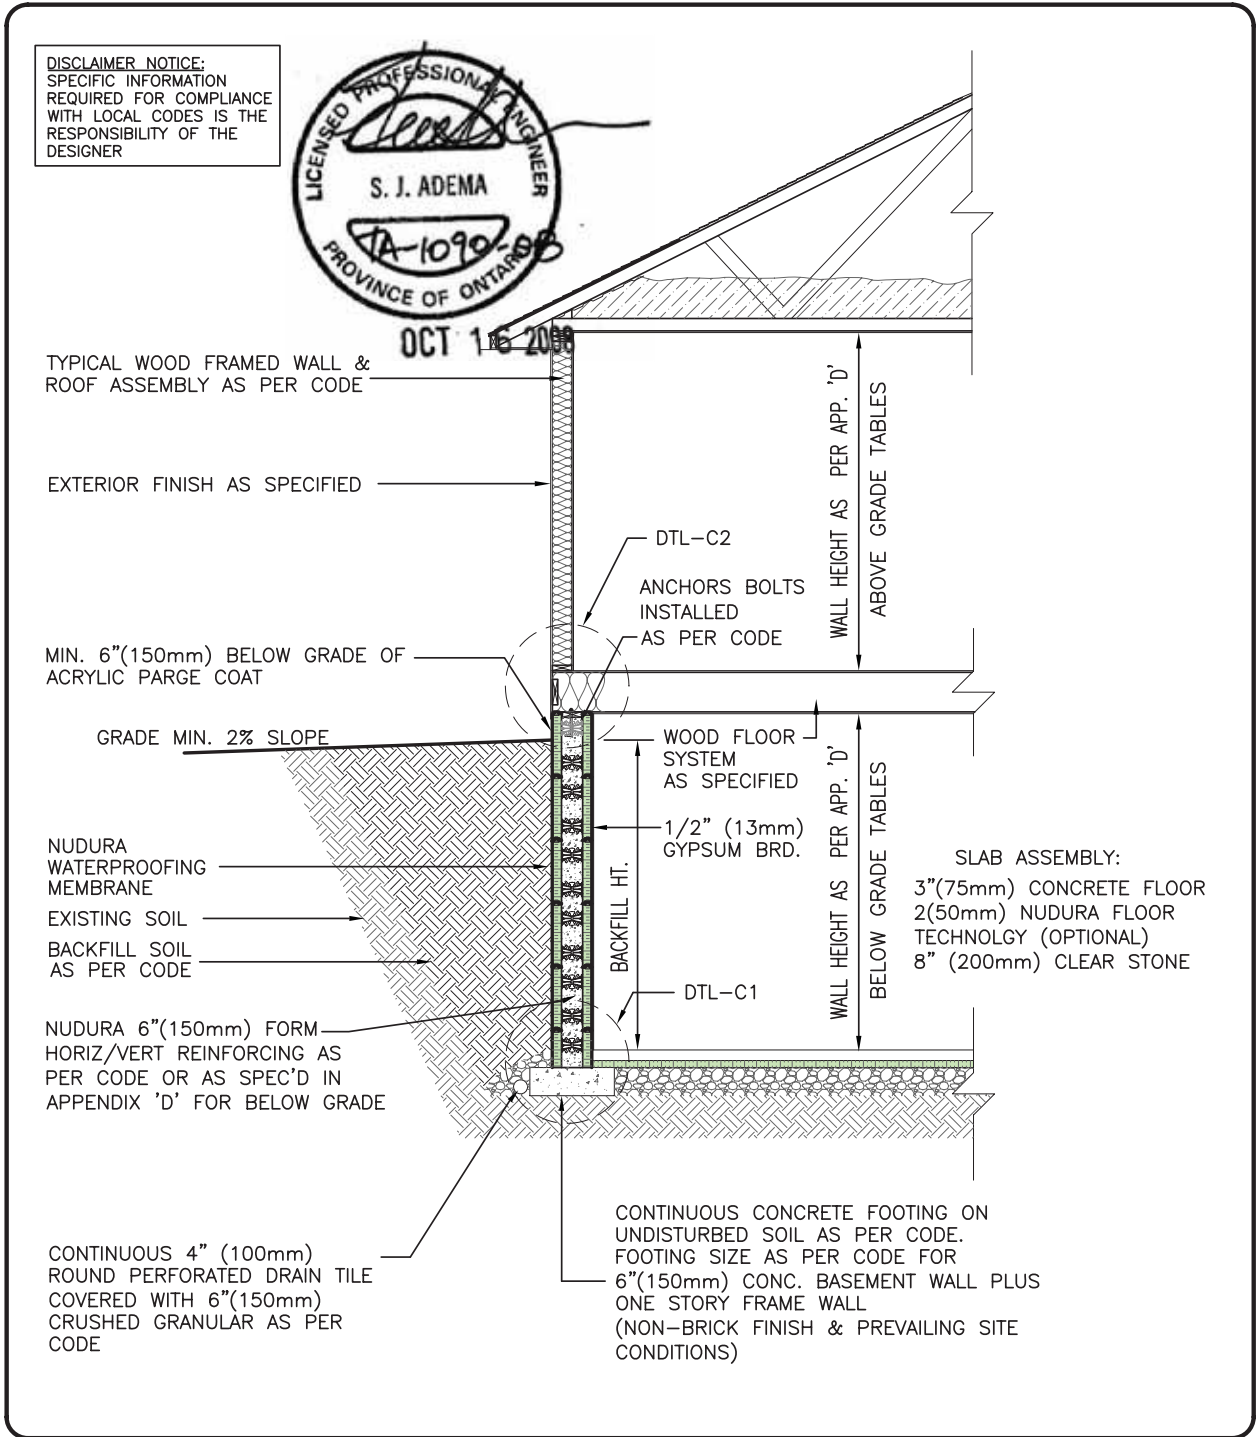 DISCLAIMER NOTICE:
SPECIFIC INFORMATION
REQUIRED FOR COMPLIANCE
WITH LOCAL CODES IS THE
RESPONSIBILITY OF THE
DESIGNER
LICENSED PROFESSIONAL ENGINEER
S. J. ADEMA
TA-1090-08
PROVINCE OF ONTARIO
OCT 16 2008
TYPICAL WOOD FRAMED WALL &
ROOF ASSEMBLY AS PER CODE
EXTERIOR FINISH AS SPECIFIED
DTL-C2
ANCHORS BOLTS
INSTALLED
AS PER CODE
WALL HEIGHT AS PER APP. 'D'
ABOVE GRADE TABLES
MIN. 6"(150mm) BELOW GRADE OF
ACRYLIC PARGE COAT
GRADE MIN. 2% SLOPE
WOOD FLOOR
SYSTEM
AS SPECIFIED
1/2" (13mm)
GYPSUM BRD.
BACKFILL HT.
WALL HEIGHT AS PER APP. 'D'
BELOW GRADE TABLES
NUDURA
WATERPROOFING
MEMBRANE
EXISTING SOIL
BACKFILL SOIL
AS PER CODE
SLAB ASSEMBLY:
3"(75mm) CONCRETE FLOOR
2(50mm) NUDURA FLOOR
TECHNOLGY (OPTIONAL)
8" (200mm) CLEAR STONE
DTL-C1
NUDURA 6"(150mm) FORM
HORIZ/VERT REINFORCING AS
PER CODE OR AS SPEC'D IN
APPENDIX 'D' FOR BELOW GRADE
CONTINUOUS 4" (100mm)
ROUND PERFORATED DRAIN TILE
COVERED WITH 6"(150mm)
CRUSHED GRANULAR AS PER
CODE
CONTINUOUS CONCRETE FOOTING ON
UNDISTURBED SOIL AS PER CODE.
FOOTING SIZE AS PER CODE FOR
6"(150mm) CONC. BASEMENT WALL PLUS
ONE STORY FRAME WALL
(NON-BRICK FINISH & PREVAILING SITE
CONDITIONS)